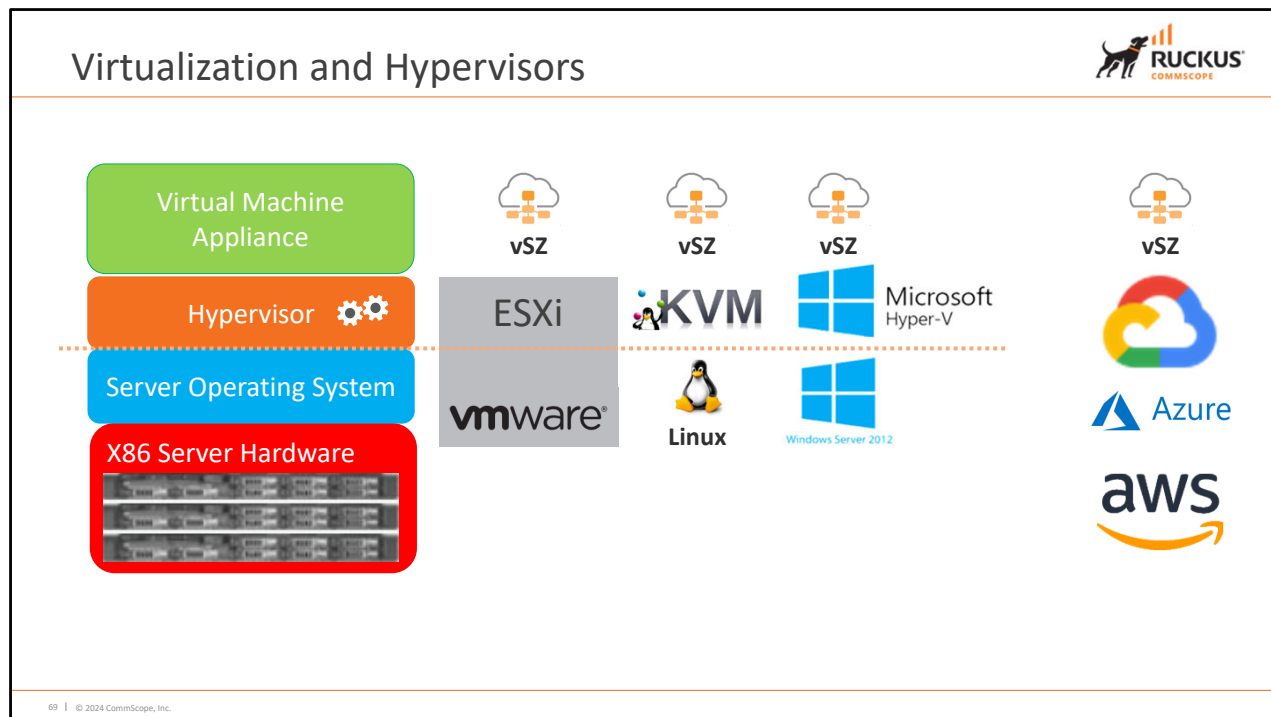 Virtualization and Hypervisors
RUCKUS
COMMSCOPE
Virtual Machine
Appliance
vSZ
vSZ
vSZ
vSZ
Hypervisor
ESXi
KVM
Microsoft
Hyper-V
Server Operating System
vmware
Linux
Windows Server 2012
Azure
X86 Server Hardware
aws
69 | © 2024 CommScope, Inc.